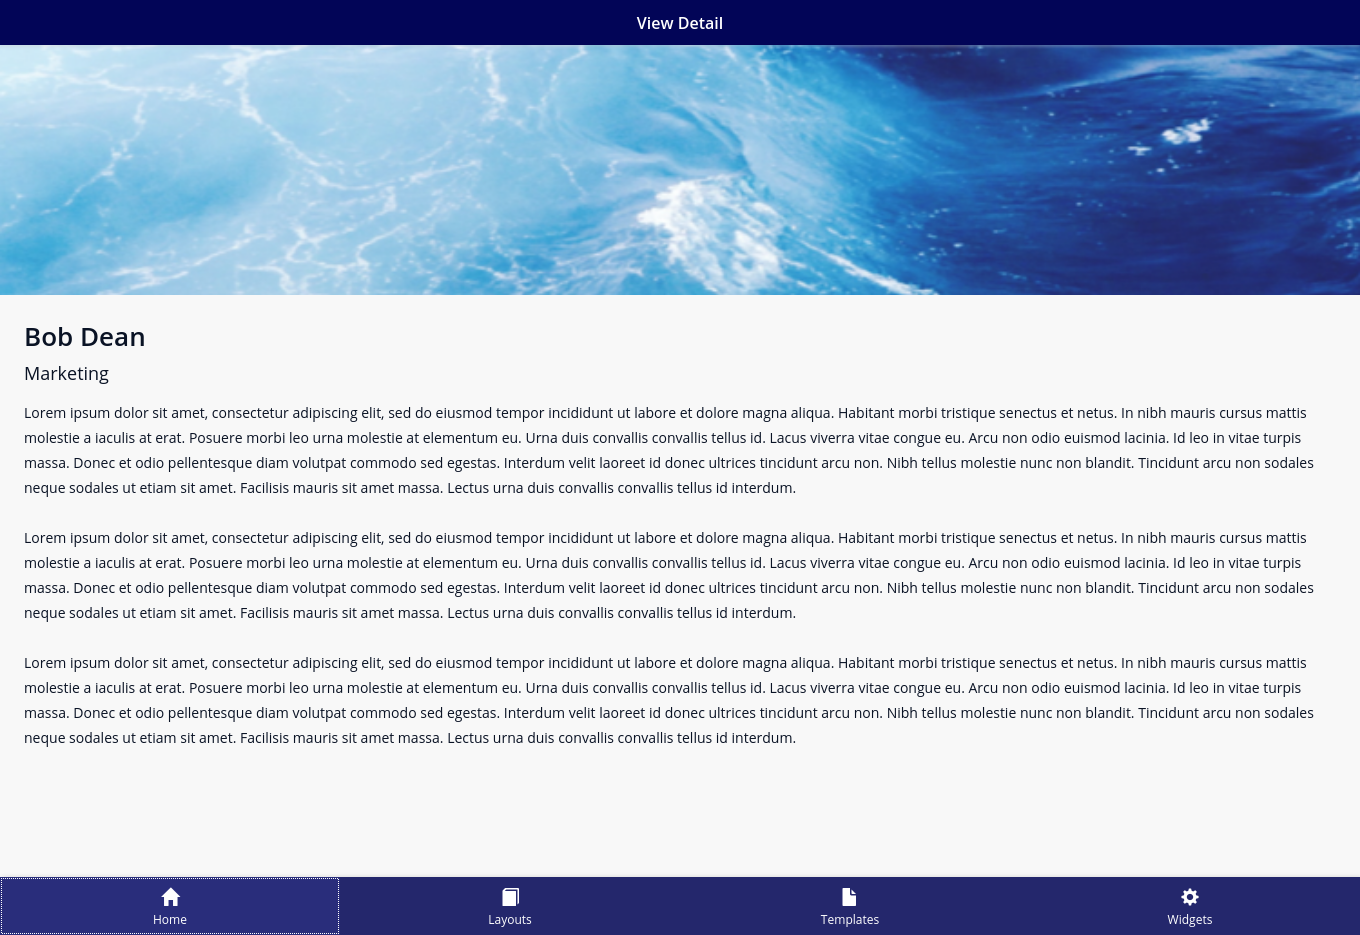 View Detail
Bob Dean
Marketing
Lorem ipsum dolor sit amet, consectetur adipiscing elit, sed do eiusmod tempor incididunt ut labore et dolore magna aliqua. Habitant morbi tristique senectus et netus. In nibh mauris cursus mattis
molestie a iaculis at erat. Posuere morbi leo urna molestie at elementum eu. Urna duis convallis convallis tellus id. Lacus viverra vitae congue eu. Arcu non odio euismod lacinia. Id leo in vitae turpis
massa. Donec et odio pellentesque diam volutpat commodo sed egestas. Interdum velit laoreet id donec ultrices tincidunt arcu non. Nibh tellus molestie nunc non blandit. Tincidunt arcu non sodales
neque sodales ut etiam sit amet. Facilisis mauris sit amet massa. Lectus urna duis convallis convallis tellus id interdum.
Lorem ipsum dolor sit amet, consectetur adipiscing elit, sed do eiusmod tempor incididunt ut labore et dolore magna aliqua. Habitant morbi tristique senectus et netus. In nibh mauris cursus mattis
molestie a iaculis at erat. Posuere morbi leo urna molestie at elementum eu. Urna duis convallis convallis tellus id. Lacus viverra vitae congue eu. Arcu non odio euismod lacinia. Id leo in vitae turpis
massa. Donec et odio pellentesque diam volutpat commodo sed egestas. Interdum velit laoreet id donec ultrices tincidunt arcu non. Nibh tellus molestie nunc non blandit. Tincidunt arcu non sodales
neque sodales ut etiam sit amet. Facilisis mauris sit amet massa. Lectus urna duis convallis convallis tellus id interdum.
Lorem ipsum dolor sit amet, consectetur adipiscing elit, sed do eiusmod tempor incididunt ut labore et dolore magna aliqua. Habitant morbi tristique senectus et netus. In nibh mauris cursus mattis
molestie a iaculis at erat. Posuere morbi leo urna molestie at elementum eu. Urna duis convallis convallis tellus id. Lacus viverra vitae congue eu. Arcu non odio euismod lacinia. Id leo in vitae turpis
massa. Donec et odio pellentesque diam volutpat commodo sed egestas. Interdum velit laoreet id donec ultrices tincidunt arcu non. Nibh tellus molestie nunc non blandit. Tincidunt arcu non sodales
neque sodales ut etiam sit amet. Facilisis mauris sit amet massa. Lectus urna duis convallis convallis tellus id interdum.
Home
Layouts
Templates
Widgets